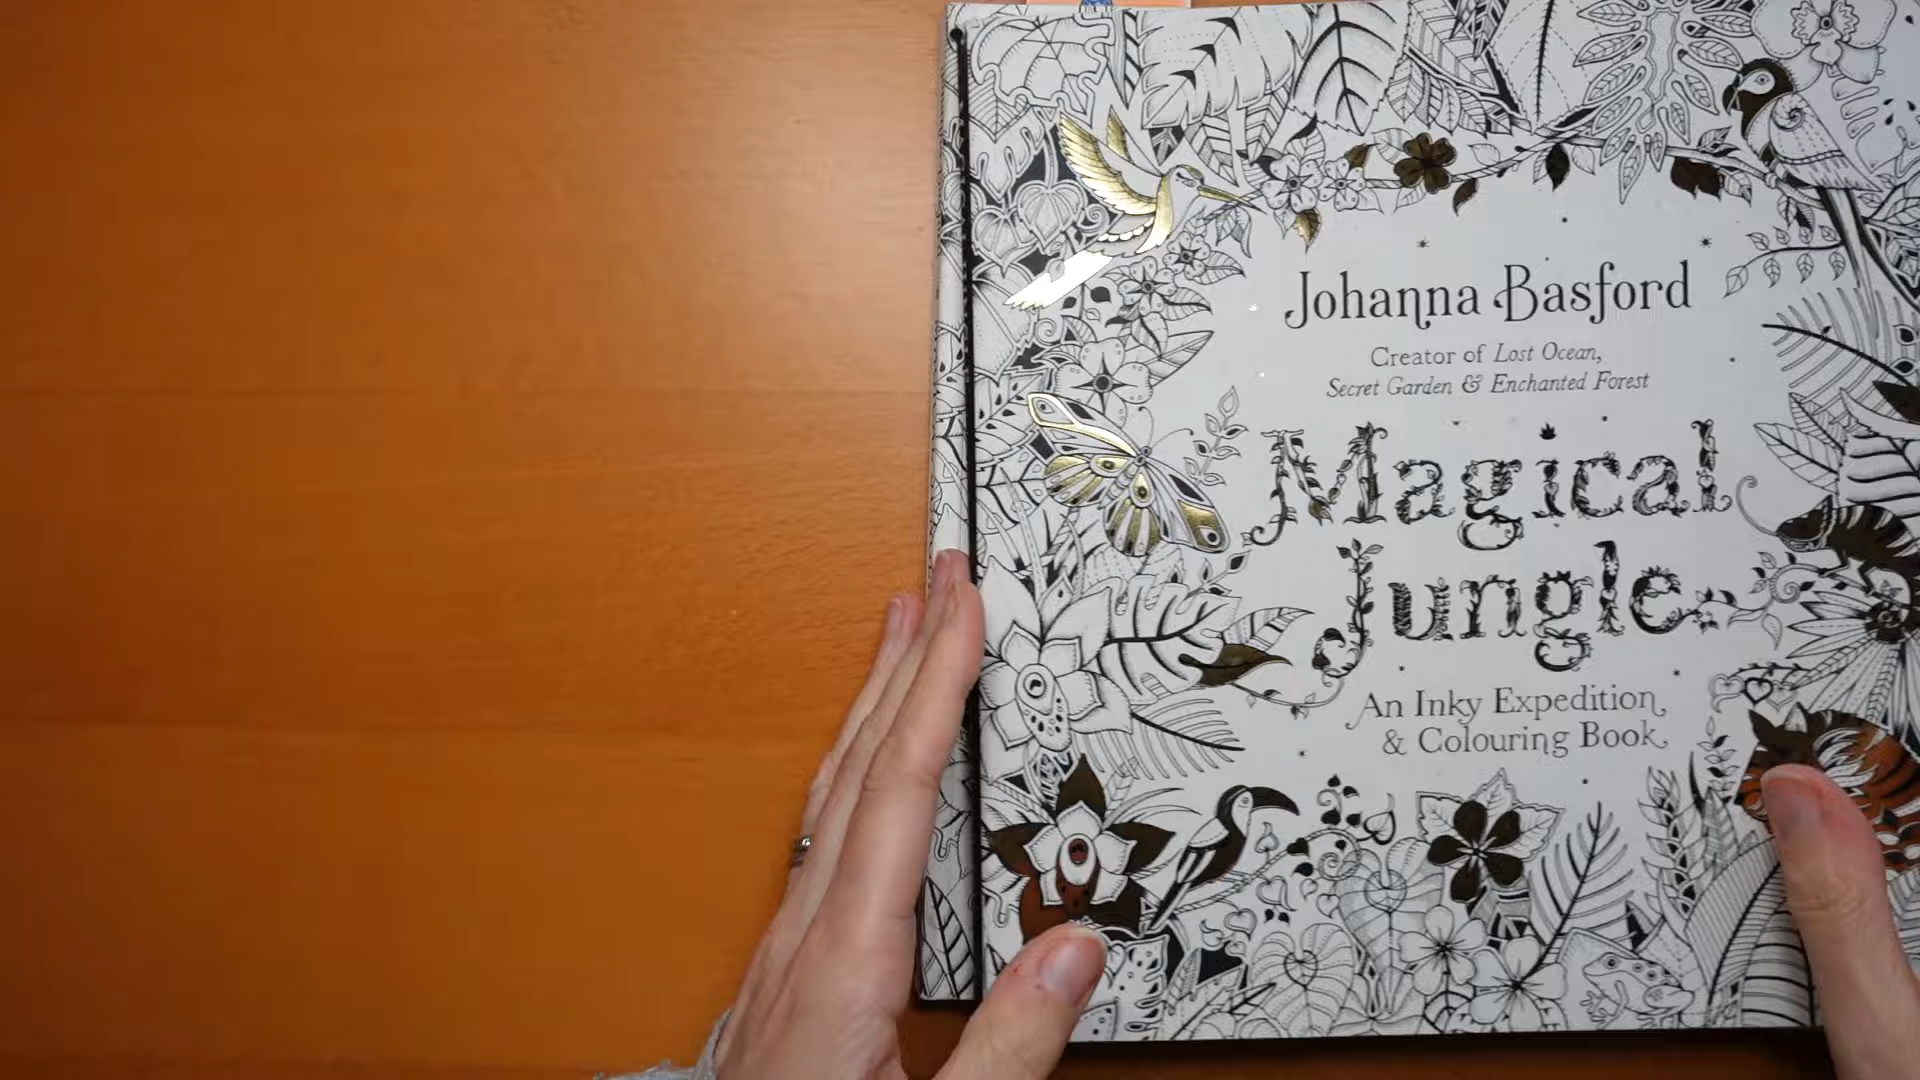 Johanna Basford
Creator of Lost Ocean,
Secret Garden & Enchanted Forest
Magical
Jungle
An Inky Expedition
& Colouring Book